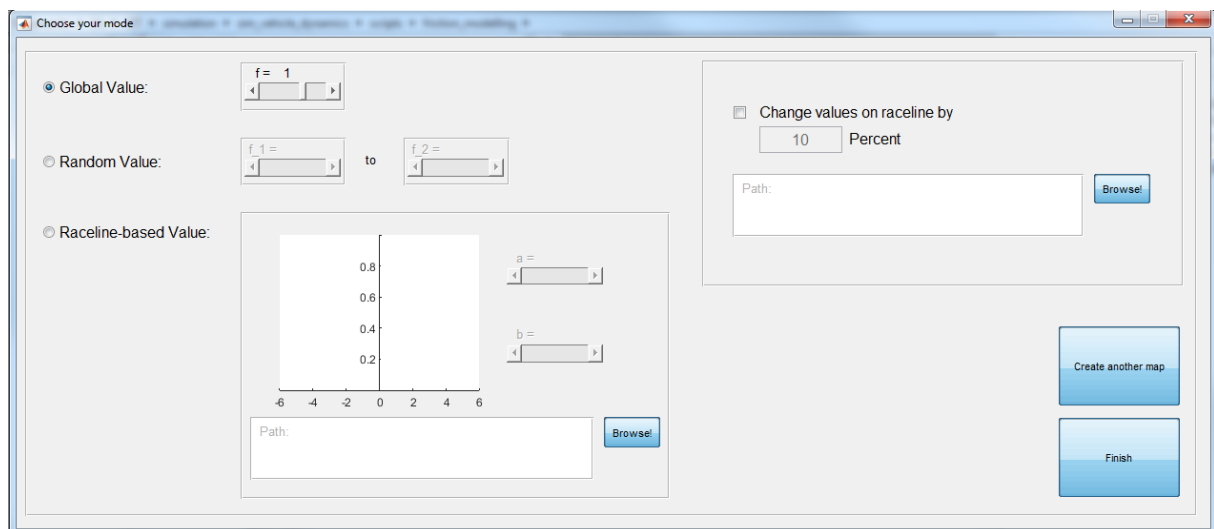 Choose your mode
Global Value:
f = 1
Random Value:
f_1 =
to
f_2 =
Raceline-based Value:
0.8
0.6
0.4
0.2
-6 -4 -2 0 2 4 6
a =
b =
Path:
Browse!
Change values on raceline by
10 Percent
Path:
Browse!
Create another map
Finish